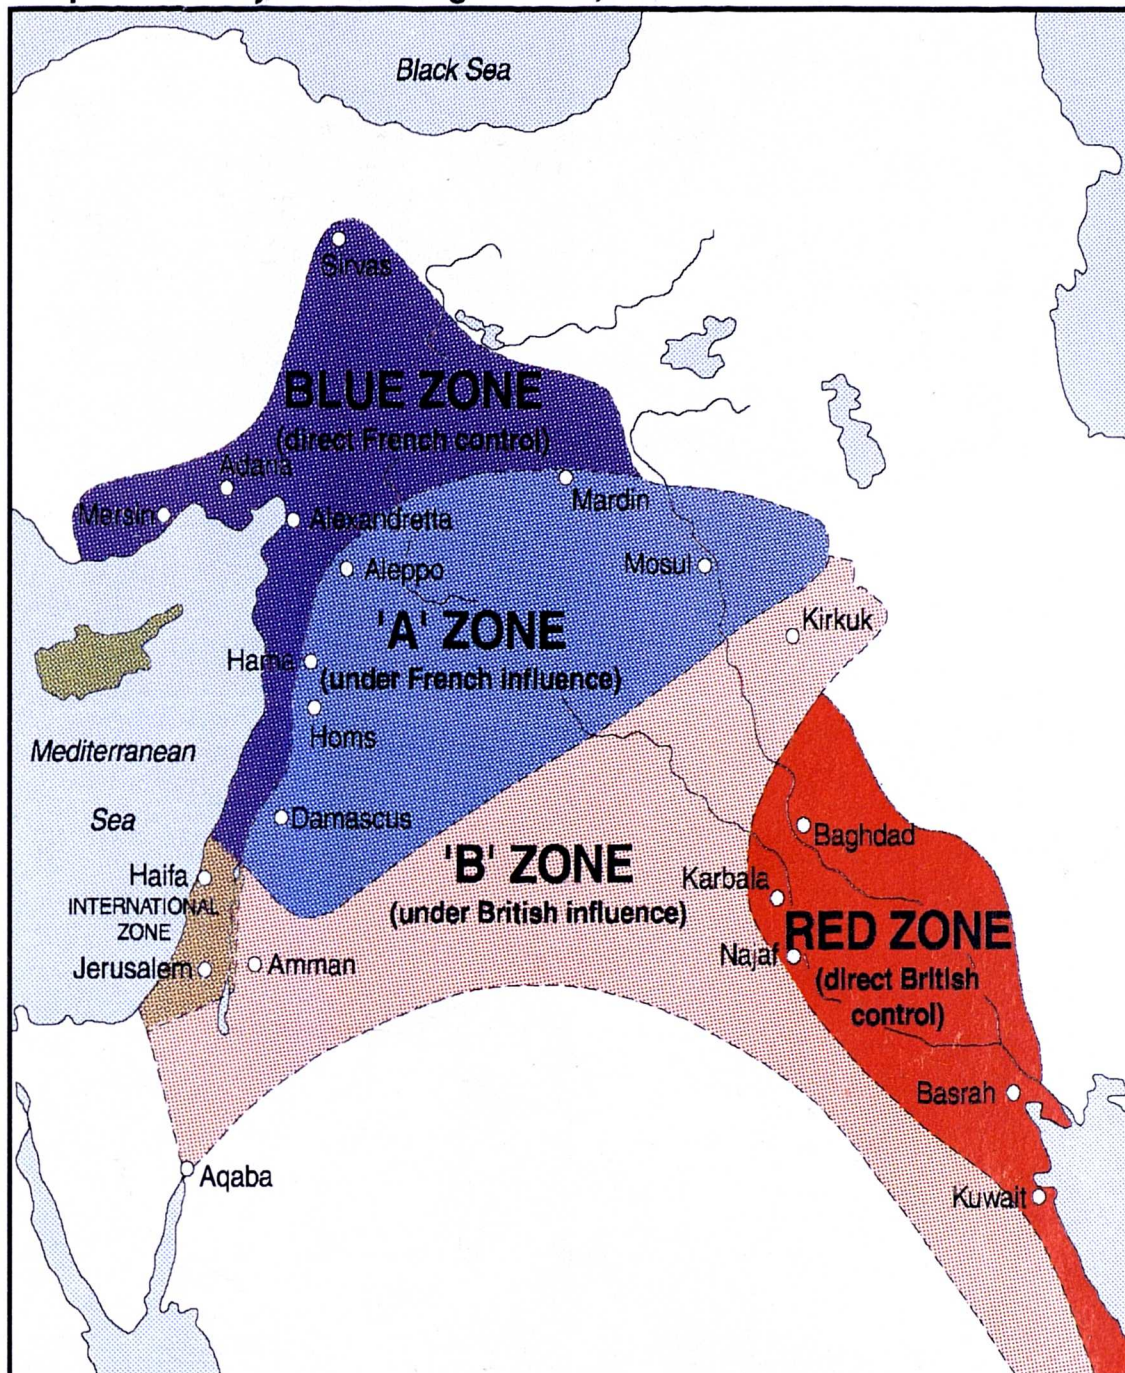 Black Sea
Sirvas
BLUE ZONE
(direct French control)
Adana
Mersin
Alexandretta
Mardin
Aleppo
Mosul
'A' ZONE
(under French influence)
Kirkuk
Hama
Homs
Mediterranean
Sea
Damascus
Baghdad
'B' ZONE
(under British influence)
Haifa
INTERNATIONAL
ZONE
Karbala
RED ZONE
(direct British
control)
Najaf
Jerusalem
Amman
Basrah
Aqaba
Kuwait